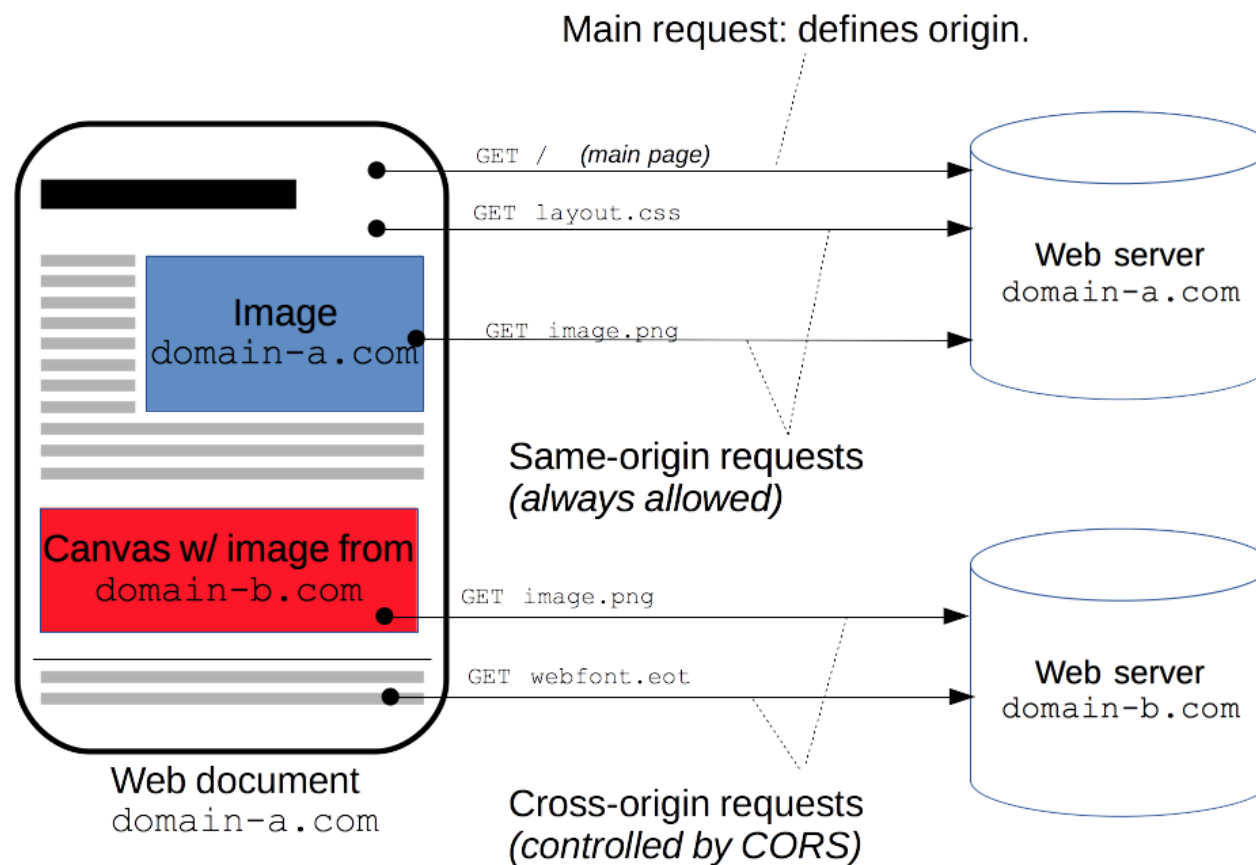 Main request: defines origin.
GET / (main page)
GET layout.css
Web server
domain-a.com
Image
domain-a.com
GET image.png
Same-origin requests
(always allowed)
Canvas w/ image from
domain-b.com
GET image.png
GET webfont.eot
Web server
domain-b.com
Web document
domain-a.com
Cross-origin requests
(controlled by CORS)